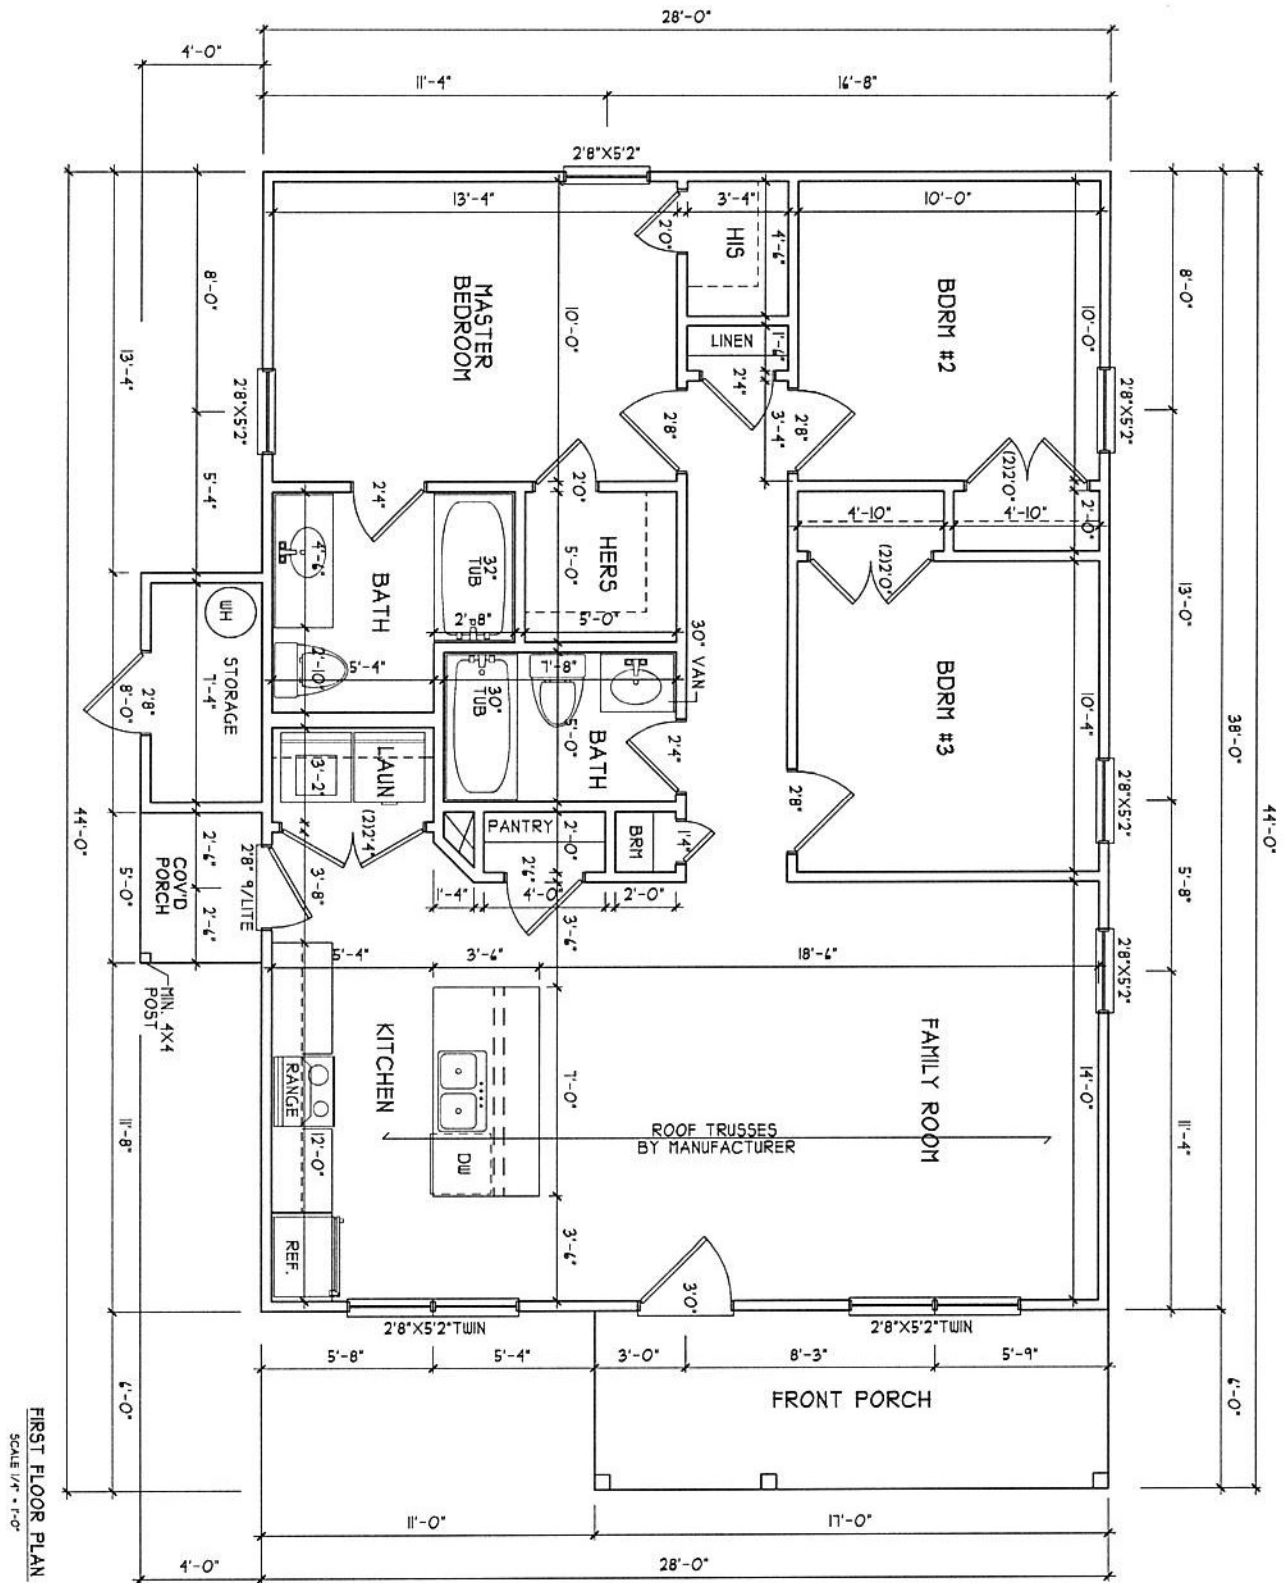 28'-0"
4'-0"
11'-4"
16'-8"
2'8"X5'2"
13'-4"
3'-4"
10'-0"
2'0"
HIS
4'-6"
8'-0"
MASTER
BEDROOM
10'-0"
BDRM #2
10'-0"
8'-0"
13'-4"
LINEN
1'-6"
2'4"
2'8"X5'2"
2'8"
3'-4"
2'8"
2'8"X5'2"
5'-4"
2'4"
2'0"
(2)2'0"
4'-10"
4'-10"
2'-0"
4'-6"
BATH
32"
TUB
5'-0"
HERS
(2)2'0"
WH
2'-8"
5'-0"
30" VAN
13'-0"
STORAGE
7'-4"
2'-10"
5'-4"
30"
TUB
7'-8"
BDRM #3
10'-4"
2'8"
8'-0"
5'-0"
BATH
2'4"
38'-0"
LAUN
3'-2"
2'8"
2'8"X5'2"
44'-0"
44'-0"
(2)2'4"
PANTRY
2'-0"
BRM
1'4"
5'-0"
COV'D
PORCH
2'-6"
2'-6"
2'8" 9/LITE
3'-8"
2'6"
1'-4"
4'-0"
2'-0"
5'-8"
3'-6"
5'-4"
3'-6"
18'-6"
2'8"X5'2"
MIN. 4X4
POST
KITCHEN
FAMILY ROOM
RANGE
7'-0"
14'-0"
11'-8"
11'-4"
ROOF TRUSSES
BY MANUFACTURER
12'-0"
DW
REF.
3'-6"
3'0"
2'8"X5'2"TWIN
2'8"X5'2"TWIN
5'-8"
5'-4"
3'-0"
8'-3"
5'-9"
6'-0"
6'-0"
FRONT PORCH
11'-0"
17'-0"
4'-0"
28'-0"
FIRST FLOOR PLAN
SCALE 1/4" = 1'-0"